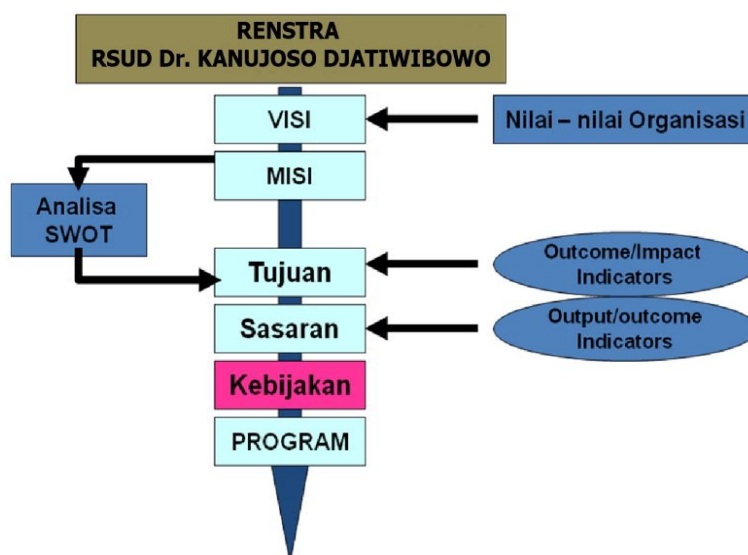 RENSTRA
RSUD Dr. KANUJOSO DJATIWIBOWO
VISI
Nilai – nilai Organisasi
MISI
Analisa
SWOT
Tujuan
Outcome/Impact
Indicators
Sasaran
Output/outcome
Indicators
Kebijakan
PROGRAM